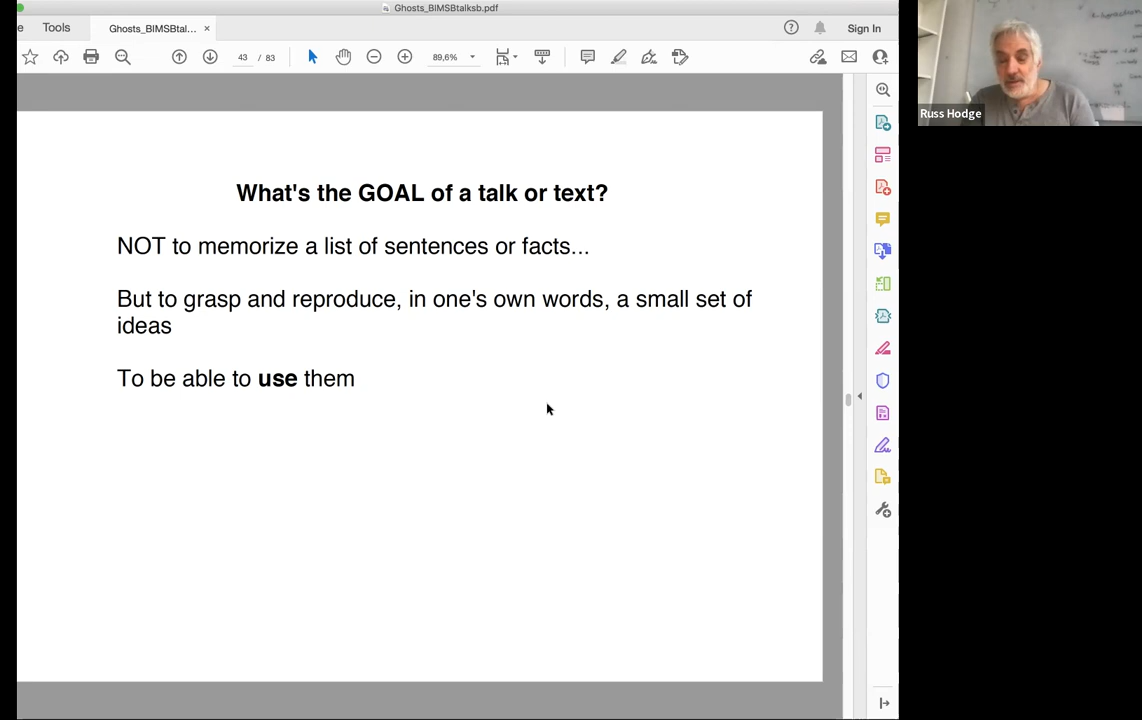 Ghosts_BIMSBtalksb.pdf
e
Tools
Ghosts_BIMSBtal... ×
Sign In
43 / 83
89,6%
Russ Hodge
What's the GOAL of a talk or text?
NOT to memorize a list of sentences or facts...
But to grasp and reproduce, in one's own words, a small set of
ideas
To be able to use them